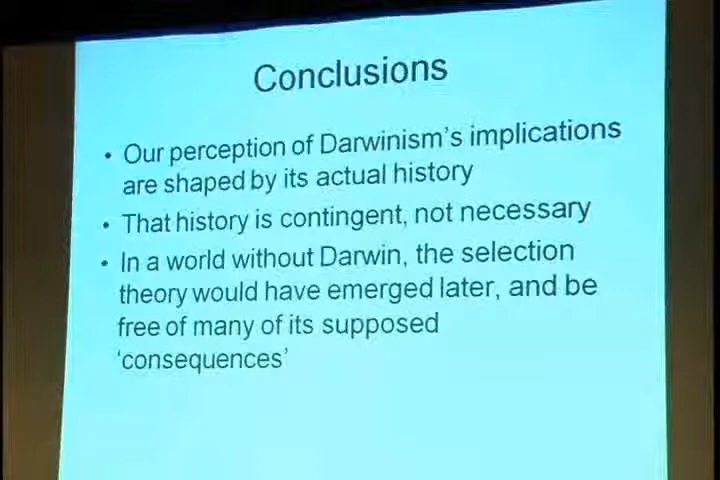 Conclusions
• Our perception of Darwinism's implications
are shaped by its actual history
• That history is contingent, not necessary
• In a world without Darwin, the selection
theory would have emerged later, and be
free of many of its supposed
'consequences'